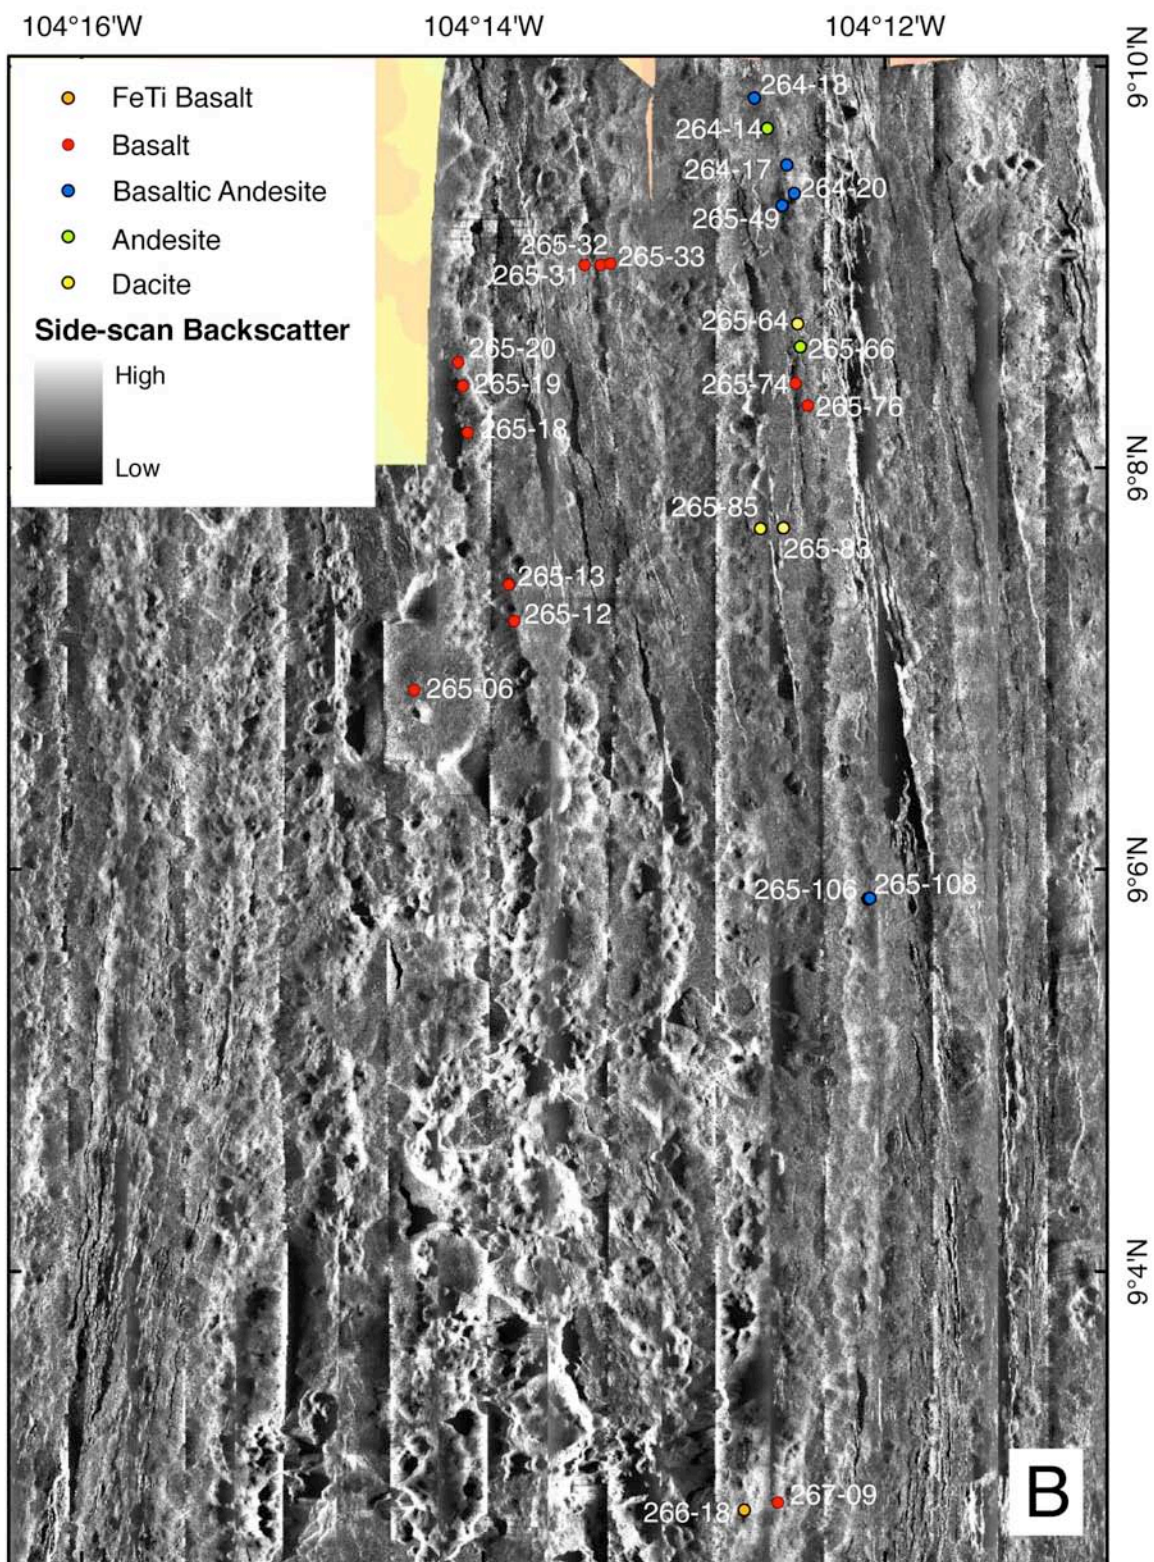 104°16'W 104°14'W 104°12'W
9°10'N
FeTi Basalt
Basalt
Basaltic Andesite
Andesite
Dacite
Side-scan Backscatter
High
Low
264-18
264-14
264-17
264-20
265-49
265-32
265-33
265-31
265-64
265-66
265-20
265-19
265-74
265-76
265-18
9°8'N
265-85
265-83
265-13
265-12
265-06
9°6'N
265-106 265-108
9°4'N
267-09
266-18
B